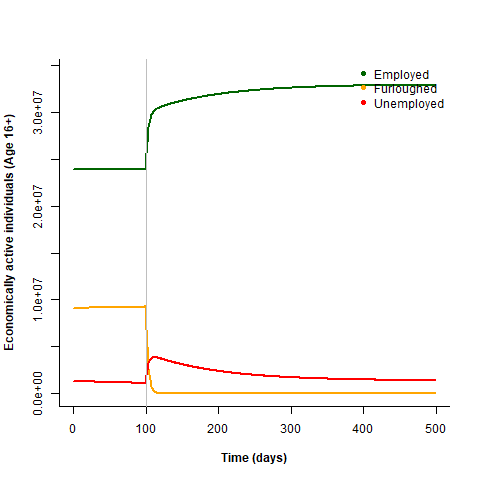 Employed
Furloughed
Unemployed
Economically active individuals (Age 16+)
3.0e+07
2.0e+07
1.0e+07
0.0e+00
0 100 200 300 400 500
Time (days)